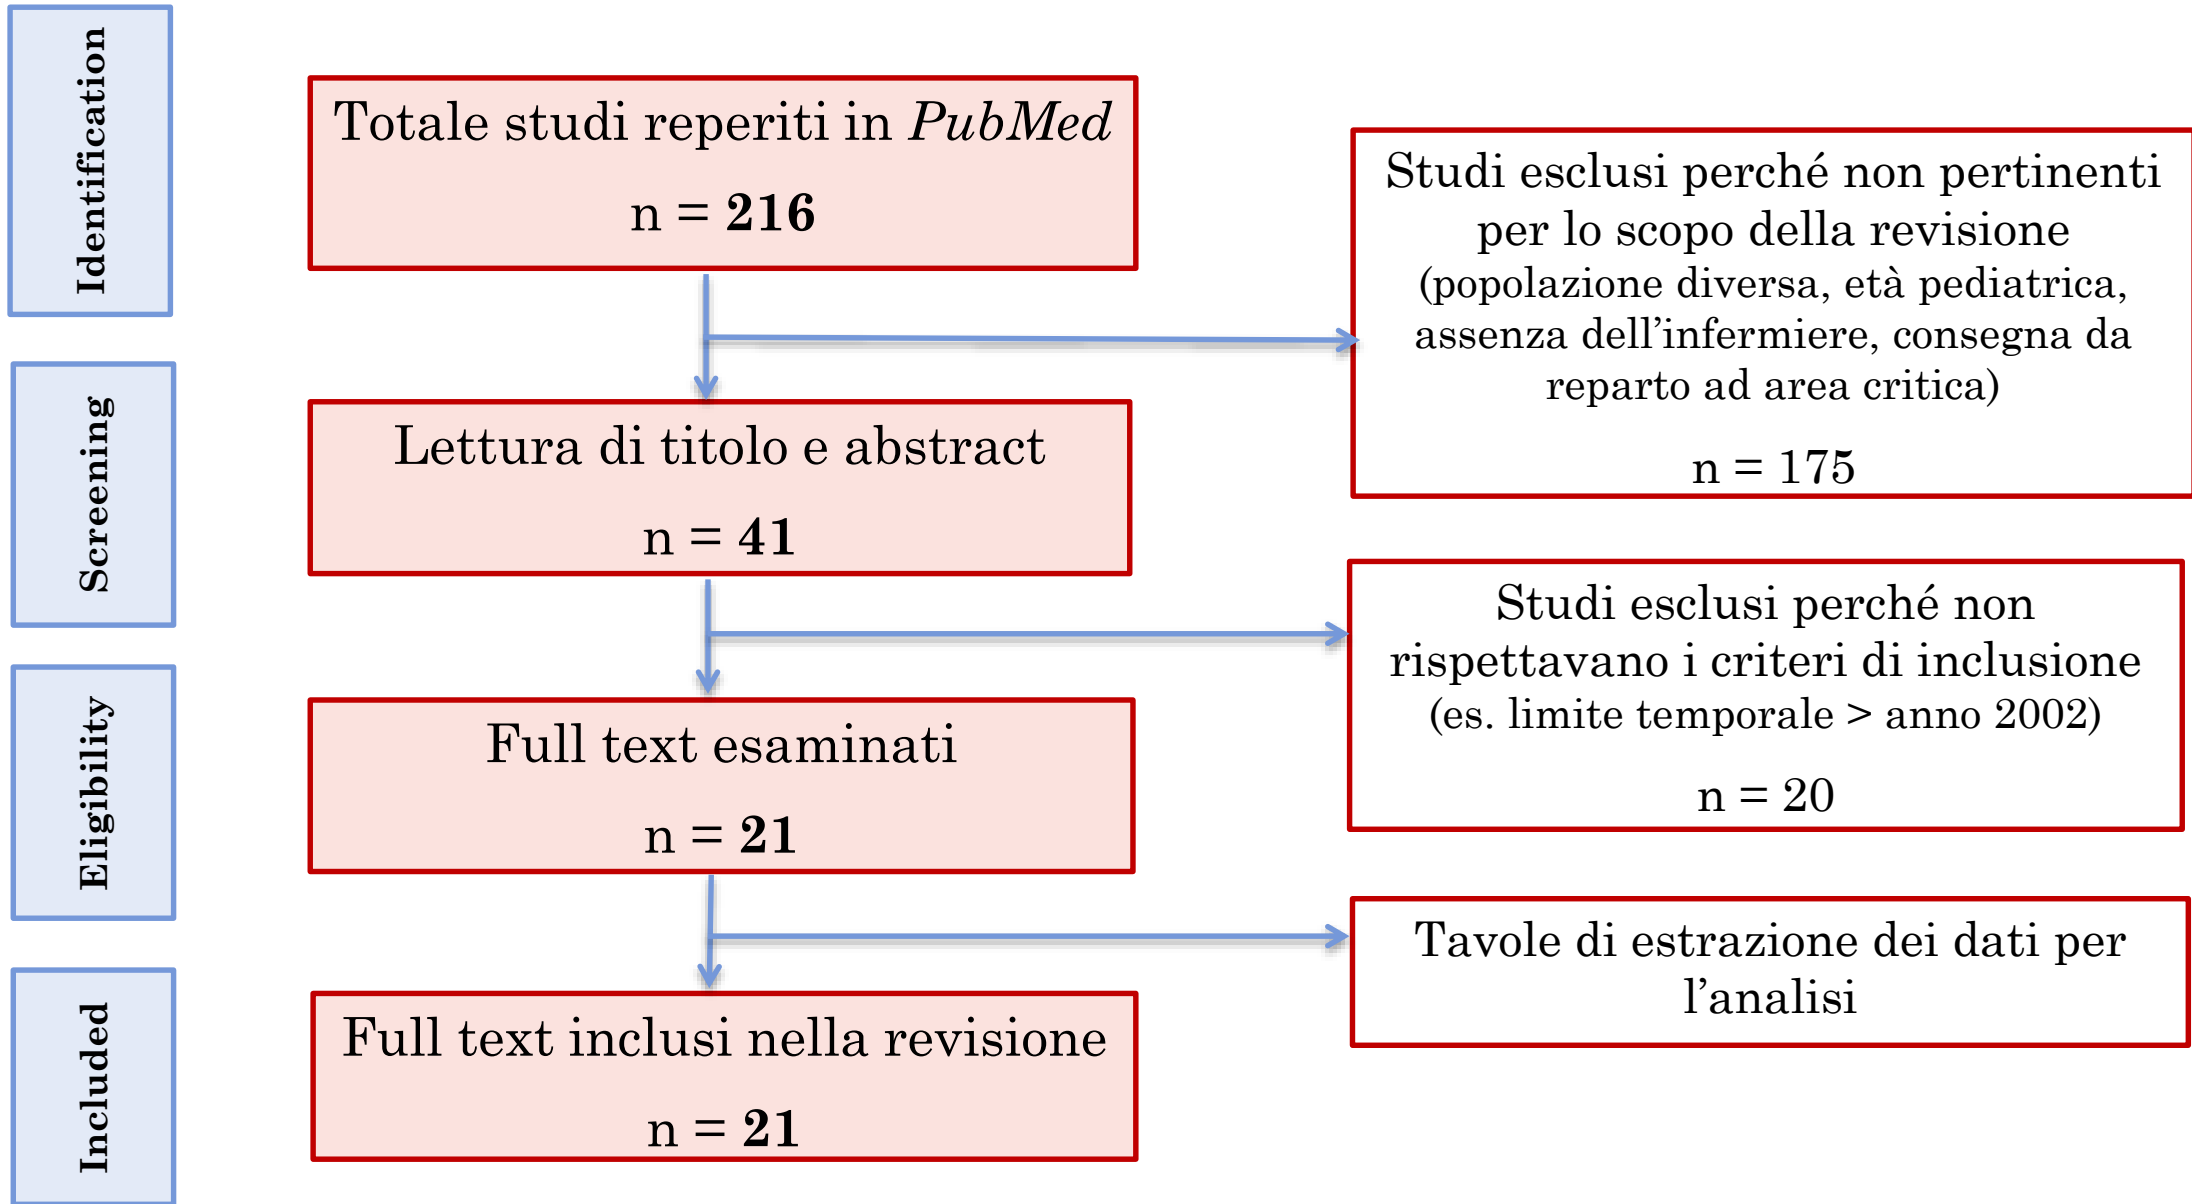 Identification
Totale studi reperiti in PubMed
n = 216
Studi esclusi perché non pertinenti
per lo scopo della revisione
(popolazione diversa, età pediatrica,
assenza dell’infermiere, consegna da
reparto ad area critica)
n = 175
Screening
Lettura di titolo e abstract
n = 41
Studi esclusi perché non
rispettavano i criteri di inclusione
(es. limite temporale > anno 2002)
n = 20
Eligibility
Full text esaminati
n = 21
Tavole di estrazione dei dati per
l’analisi
Included
Full text inclusi nella revisione
n = 21